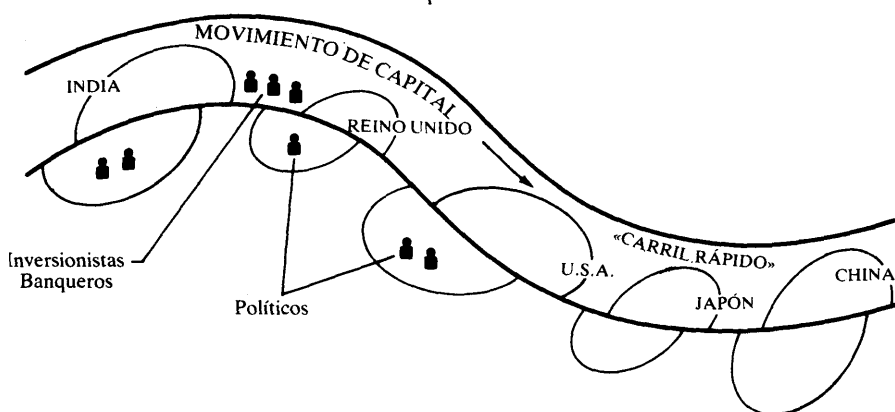 MOVIMIENTO DE CAPITAL
INDIA
REINO UNIDO
«CARRIL RÁPIDO»
U.S.A.
CHINA
JAPÓN
Inversionistas
Banqueros
Políticos